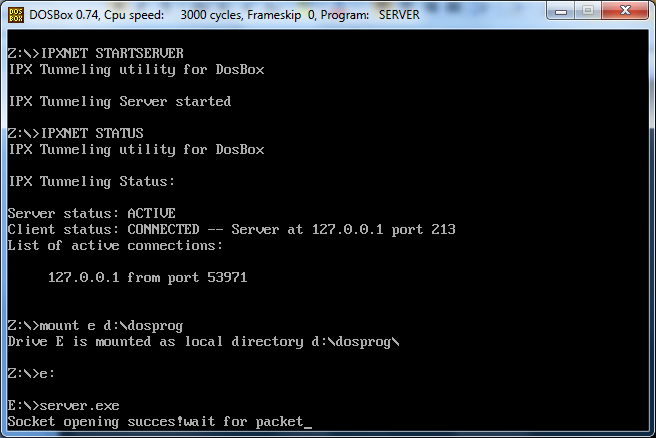 DOSBox 0.74, Cpu speed: 3000 cycles, Frameskip 0, Program: SERVER
Z:\>IPXNET STARTSERVER
IPX Tunneling utility for DosBox
IPX Tunneling Server started
Z:\>IPXNET STATUS
IPX Tunneling utility for DosBox
IPX Tunneling Status:
Server status: ACTIVE
Client status: CONNECTED -- Server at 127.0.0.1 port 213
List of active connections:
127.0.0.1 from port 53971
Z:\>mount e d:\dosprog
Drive E is mounted as local directory d:\dosprog\
Z:\>e:
E:\>server.exe
Socket opening succes!wait for packet_